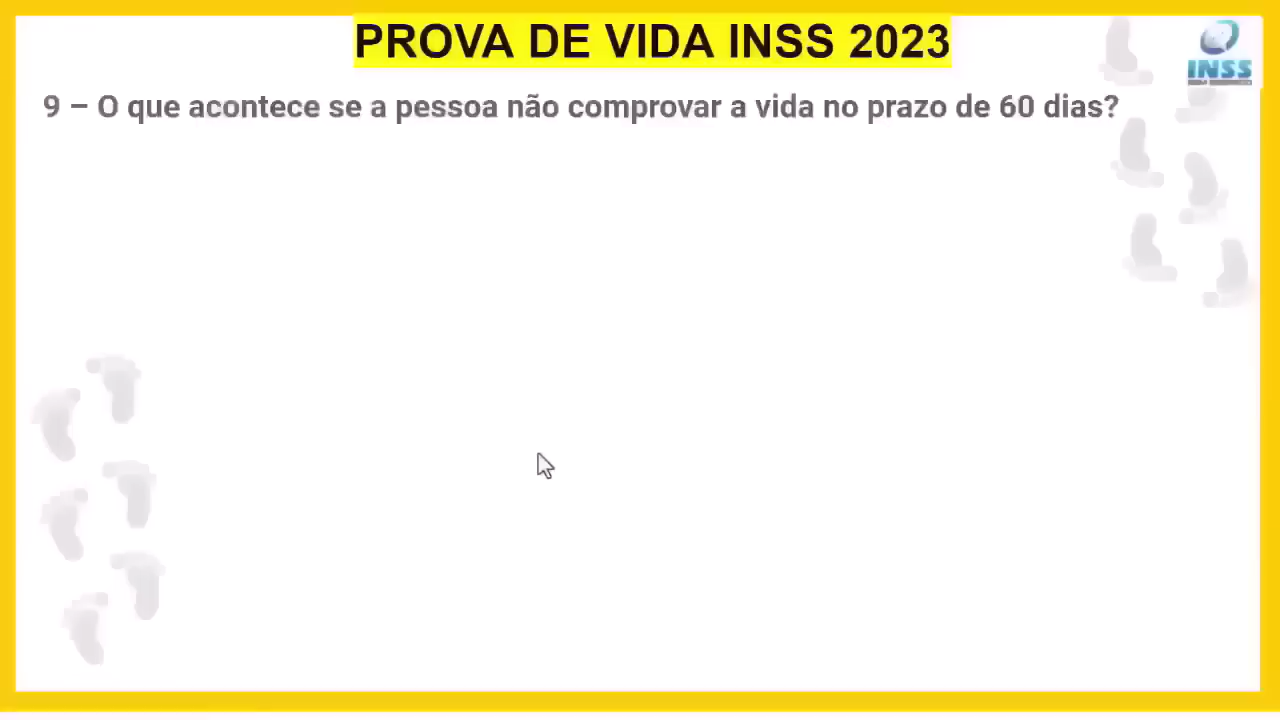 PROVA DE VIDA INSS 2023
INSS
9 – O que acontece se a pessoa não comprovar a vida no prazo de 60 dias?